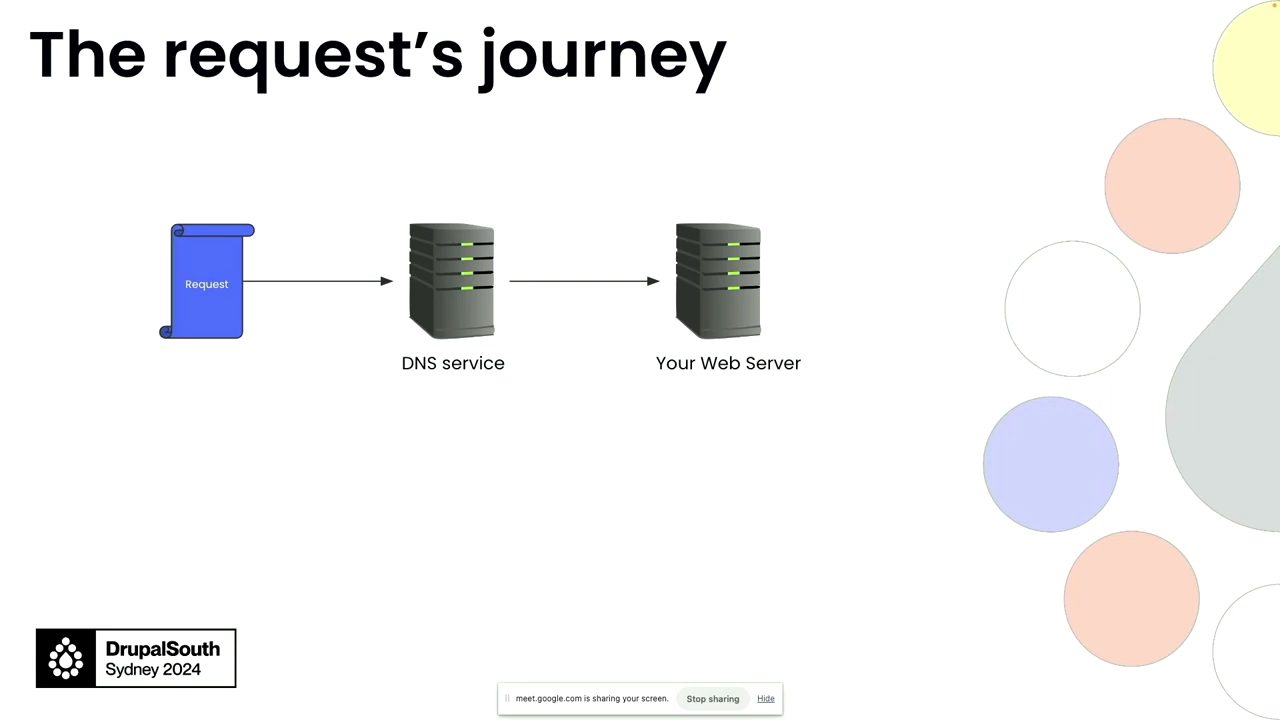 The request’s journey
Request
DNS service
Your Web Server
DrupalSouth
Sydney 2024
meet.google.com is sharing your screen.
Stop sharing
Hide